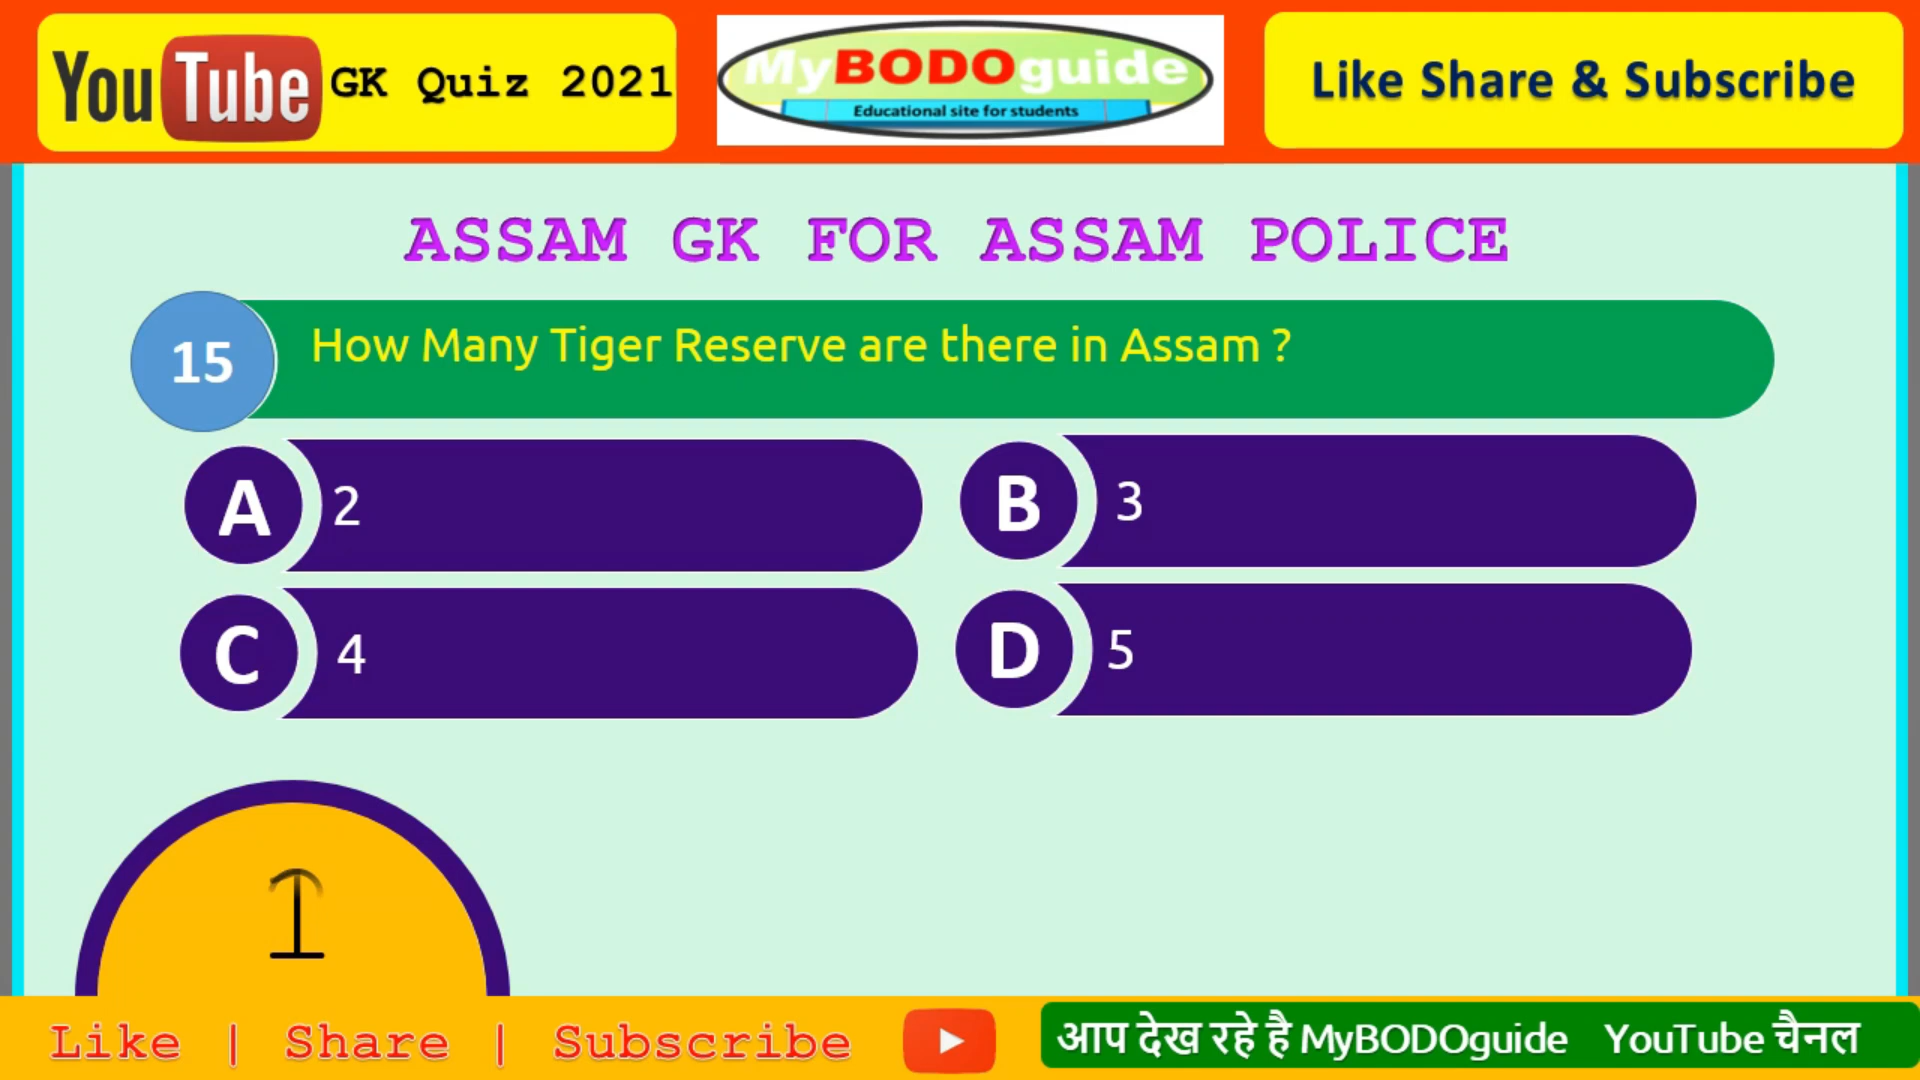 YouTube GK Quiz 2021
MyBODOguide
Educational site for students
Like Share & Subscribe
ASSAM GK FOR ASSAM POLICE
15 How Many Tiger Reserve are there in Assam ?
A 2
B 3
C 4
D 5
1
Like | Share | Subscribe
आप देख रहे है MyBODOguide YouTube चैनल